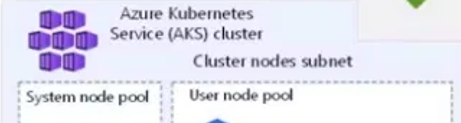 Azure Kubernetes
Service (AKS) cluster
Cluster nodes subnet
System node pool
User node pool